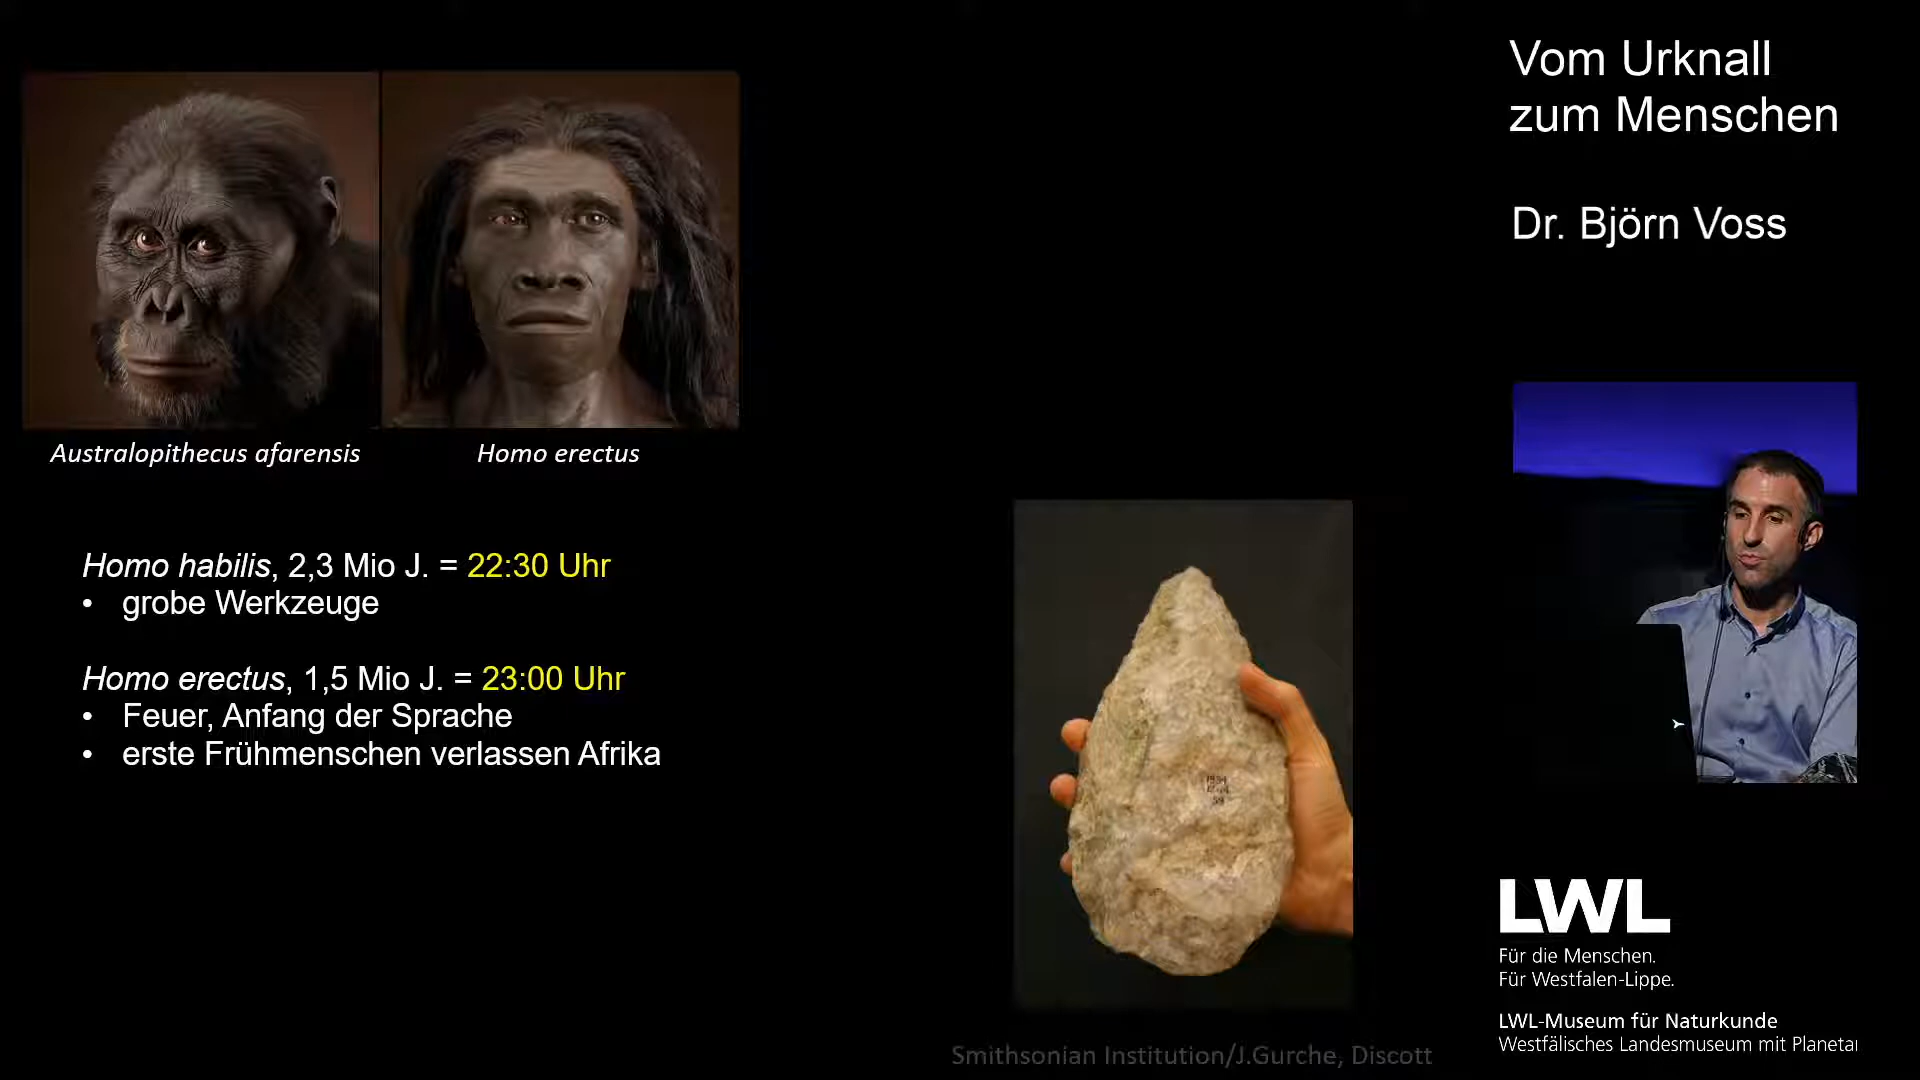 Vom Urknall
zum Menschen
Dr. Björn Voss
Australopithecus afarensis
Homo erectus
Homo habilis, 2,3 Mio J. = 22:30 Uhr
• grobe Werkzeuge
Homo erectus, 1,5 Mio J. = 23:00 Uhr
• Feuer, Anfang der Sprache
• erste Frühmenschen verlassen Afrika
Smithsonian Institution/J.Gurche, Discott
LWL
Für die Menschen.
Für Westfalen-Lippe.
LWL-Museum für Naturkunde
Westfälisches Landesmuseum mit Planetar